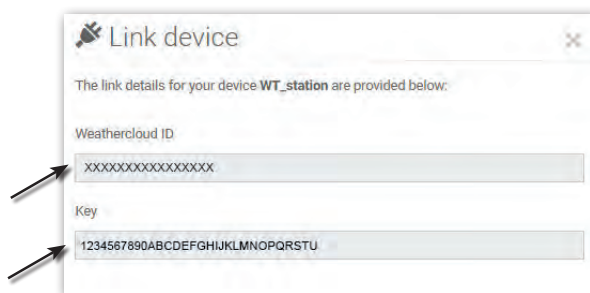 Link device
The link details for your device WT_station are provided below:
Weathercloud ID
XXXXXXXXXXXXXXXX
Key
1234567890ABCDEFGHIJKLMNOPQRSTU